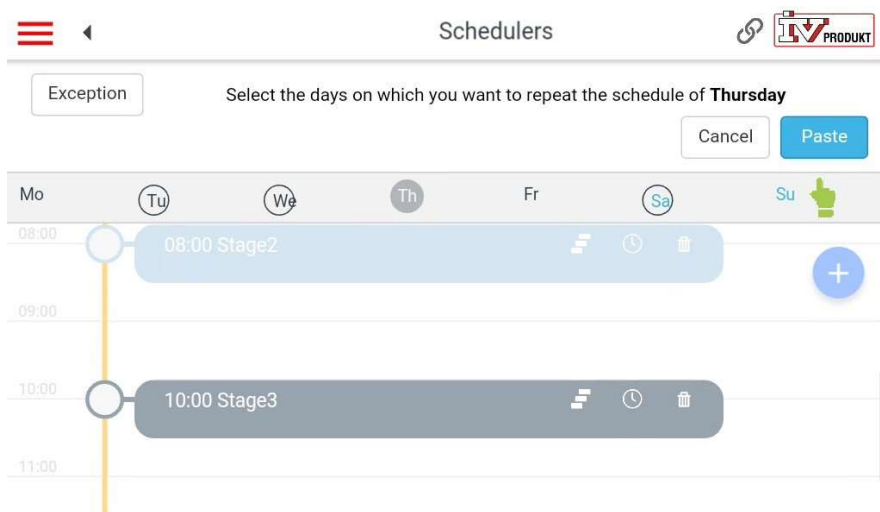 Schedulers
IV PRODUKT
Exception
Select the days on which you want to repeat the schedule of Thursday
Cancel
Paste
Mo
Tu
We
Th
Fr
Sa
Su
08:00
08:00 Stage2
09:00
10:00
10:00 Stage3
11:00